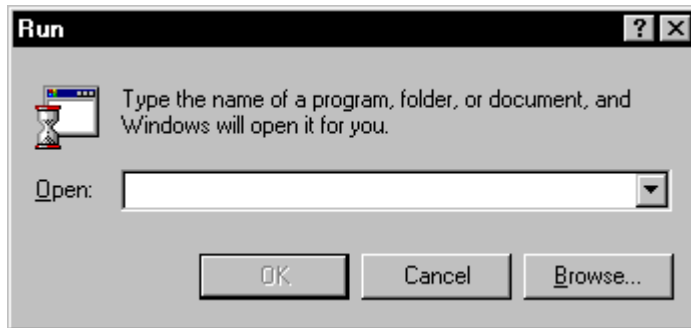 Run
Type the name of a program, folder, or document, and
Windows will open it for you.
Open:
OK
Cancel
Browse...